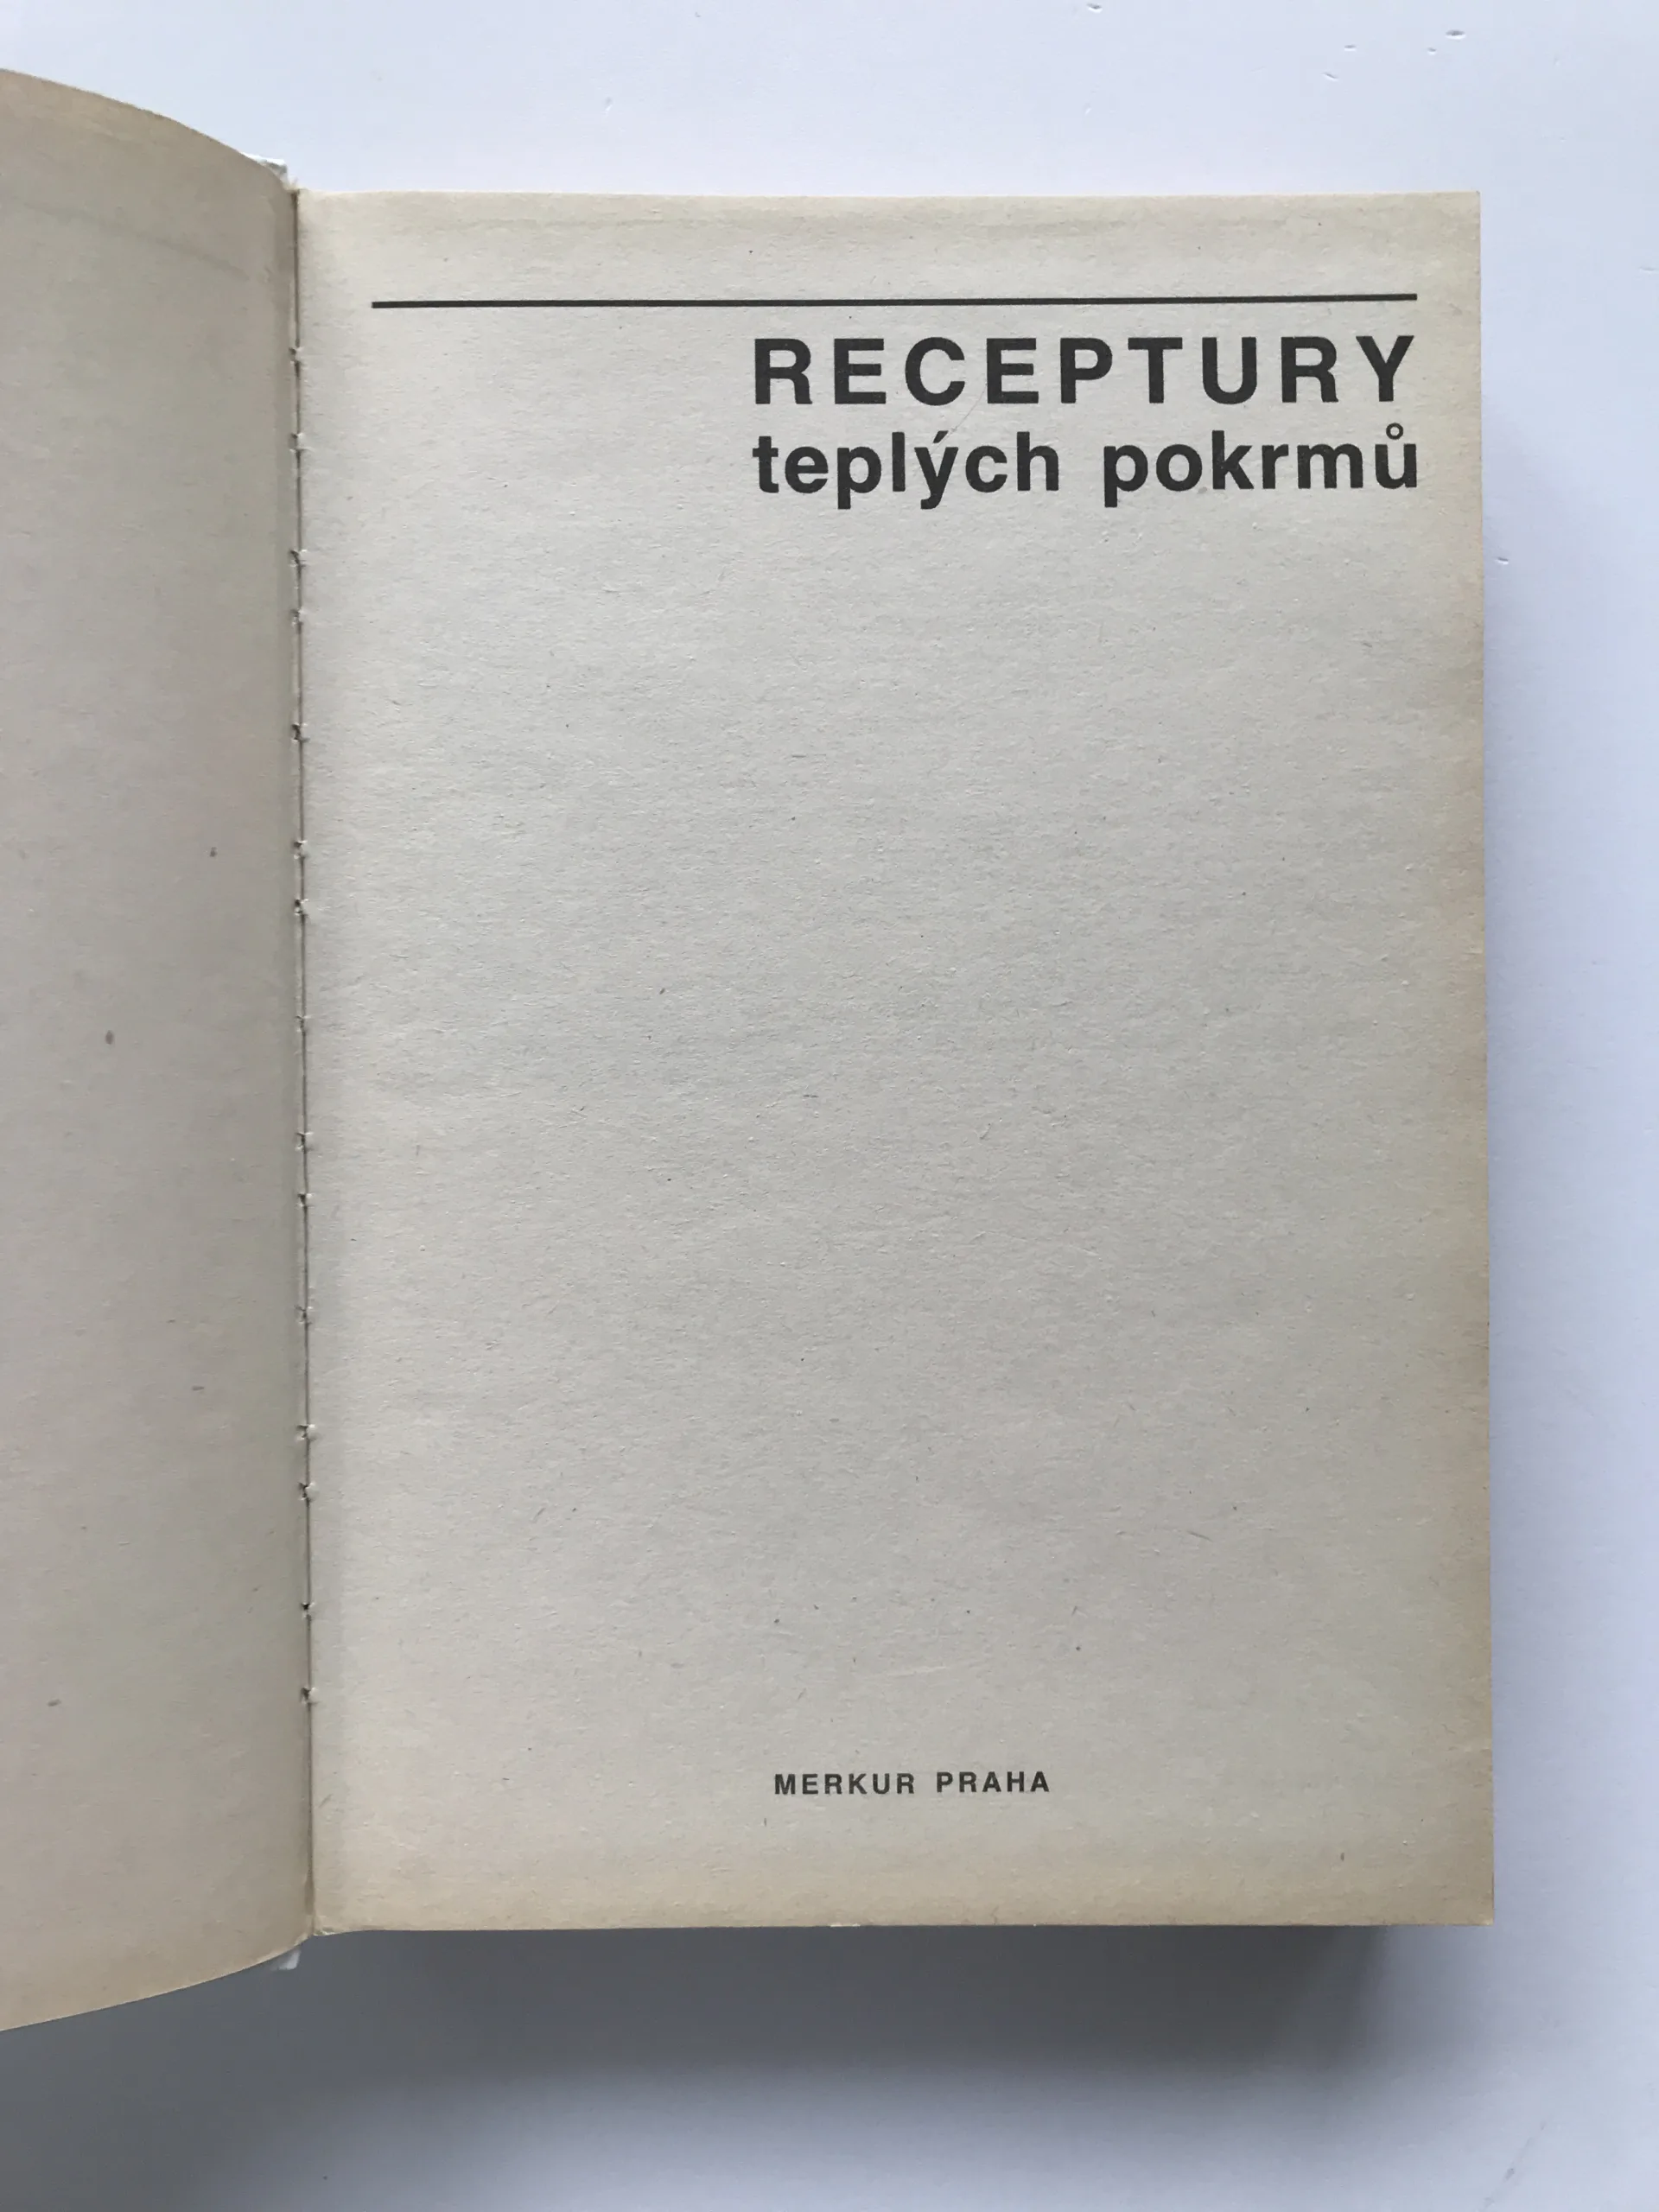 RECEPTURY
teplých pokrmů
MERKUR PRAHA